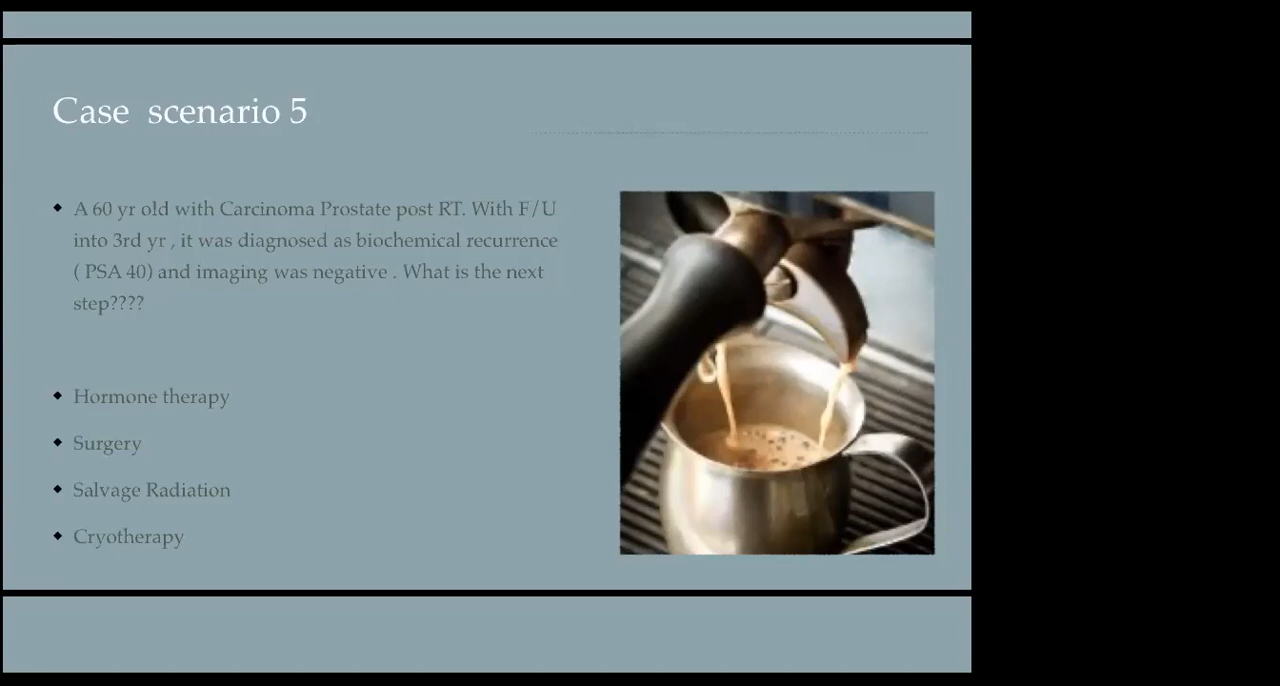 Case scenario 5
A 60 yr old with Carcinoma Prostate post RT. With F/U
into 3rd yr , it was diagnosed as biochemical recurrence
( PSA 40) and imaging was negative . What is the next
step????
Hormone therapy
Surgery
Salvage Radiation
Cryotherapy